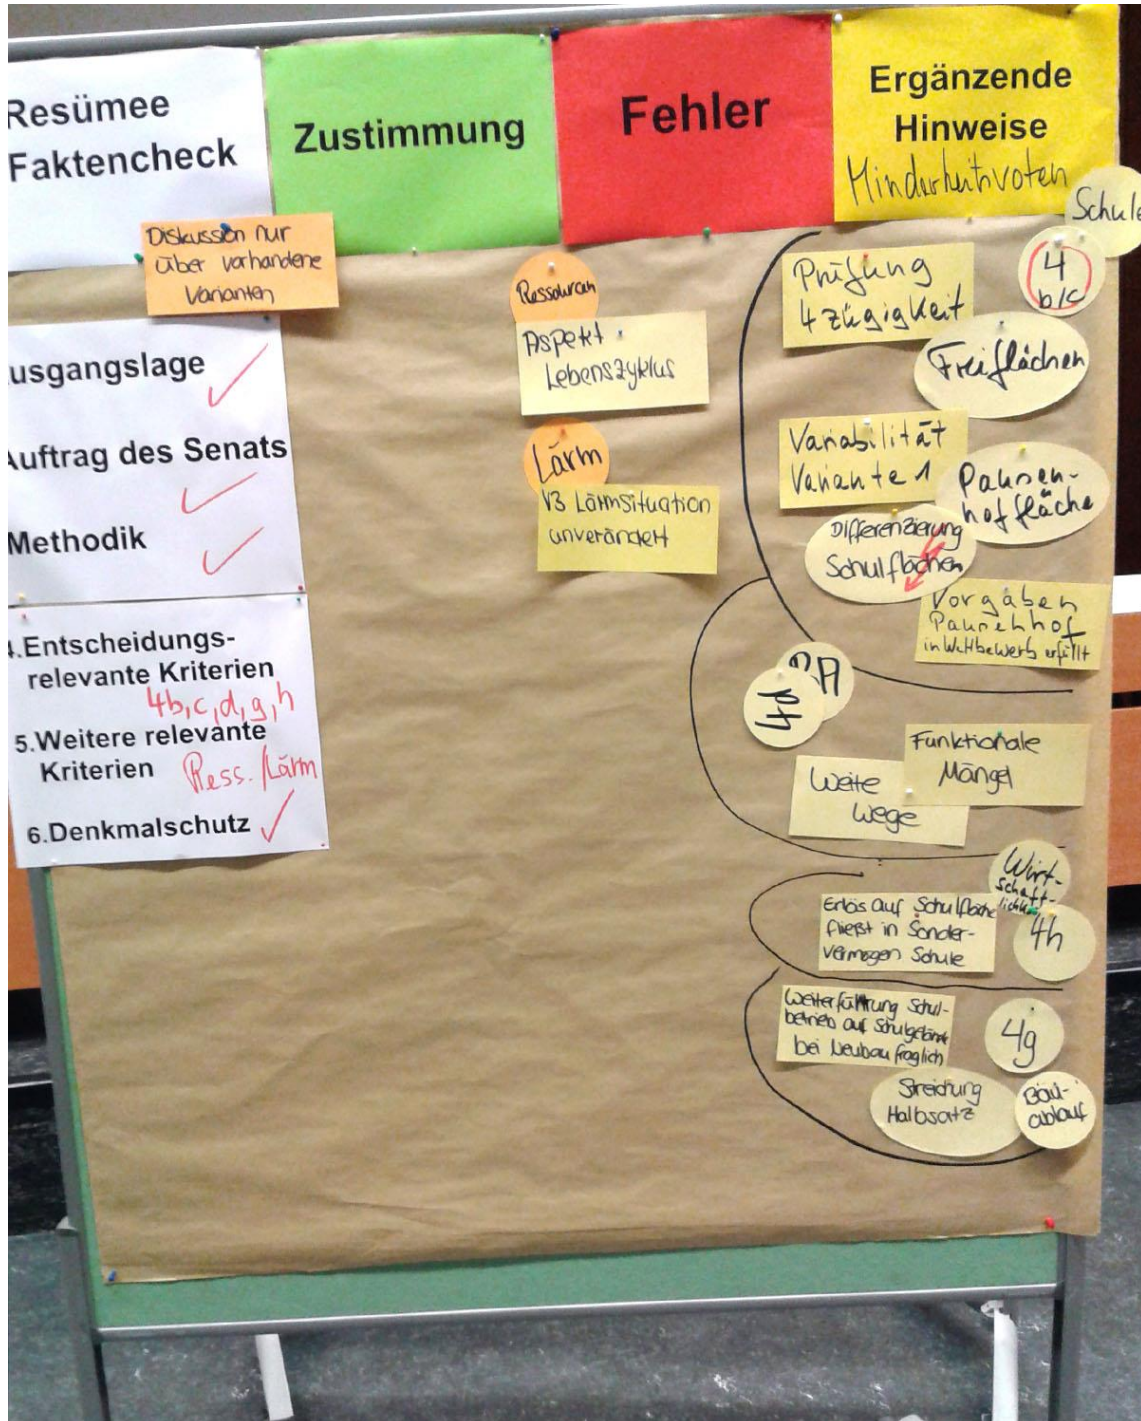 Resümee
Faktencheck
Zustimmung
Fehler
Ergänzende
Hinweise
Minderheitsvoten
Diskussion nur
über vorhandene
Varianten
usgangslage
Auftrag des Senats
Methodik
4.Entscheidungs-
relevante Kriterien
4b,c,d,g,h
5.Weitere relevante
Kriterien
Ress./Lärm
6.Denkmalschutz
Ressourcen
Aspekt
Lebenszyklus
Lärm
V3 Lärmsituation
unverändert
Schule
4
b/c
Prüfung
4zügigkeit
Freiflächen
Variabilität
Variante 1
Pausen-
hoffläche
Differenzierung
Schulflächen
Vorgaben
Pausenhof
in Wettbewerb erfüllt
4d
Funktionale
Mängel
Weite
Wege
Wirt-
schaft-
Erlös auf Schulfläche
fließt in Sonder-
vermögen Schule
4h
Weiterführung Schul-
betrieb auf Schulgelände
bei Neubau fraglich
4g
Streichung
Halbsatz
Bau-
ablauf